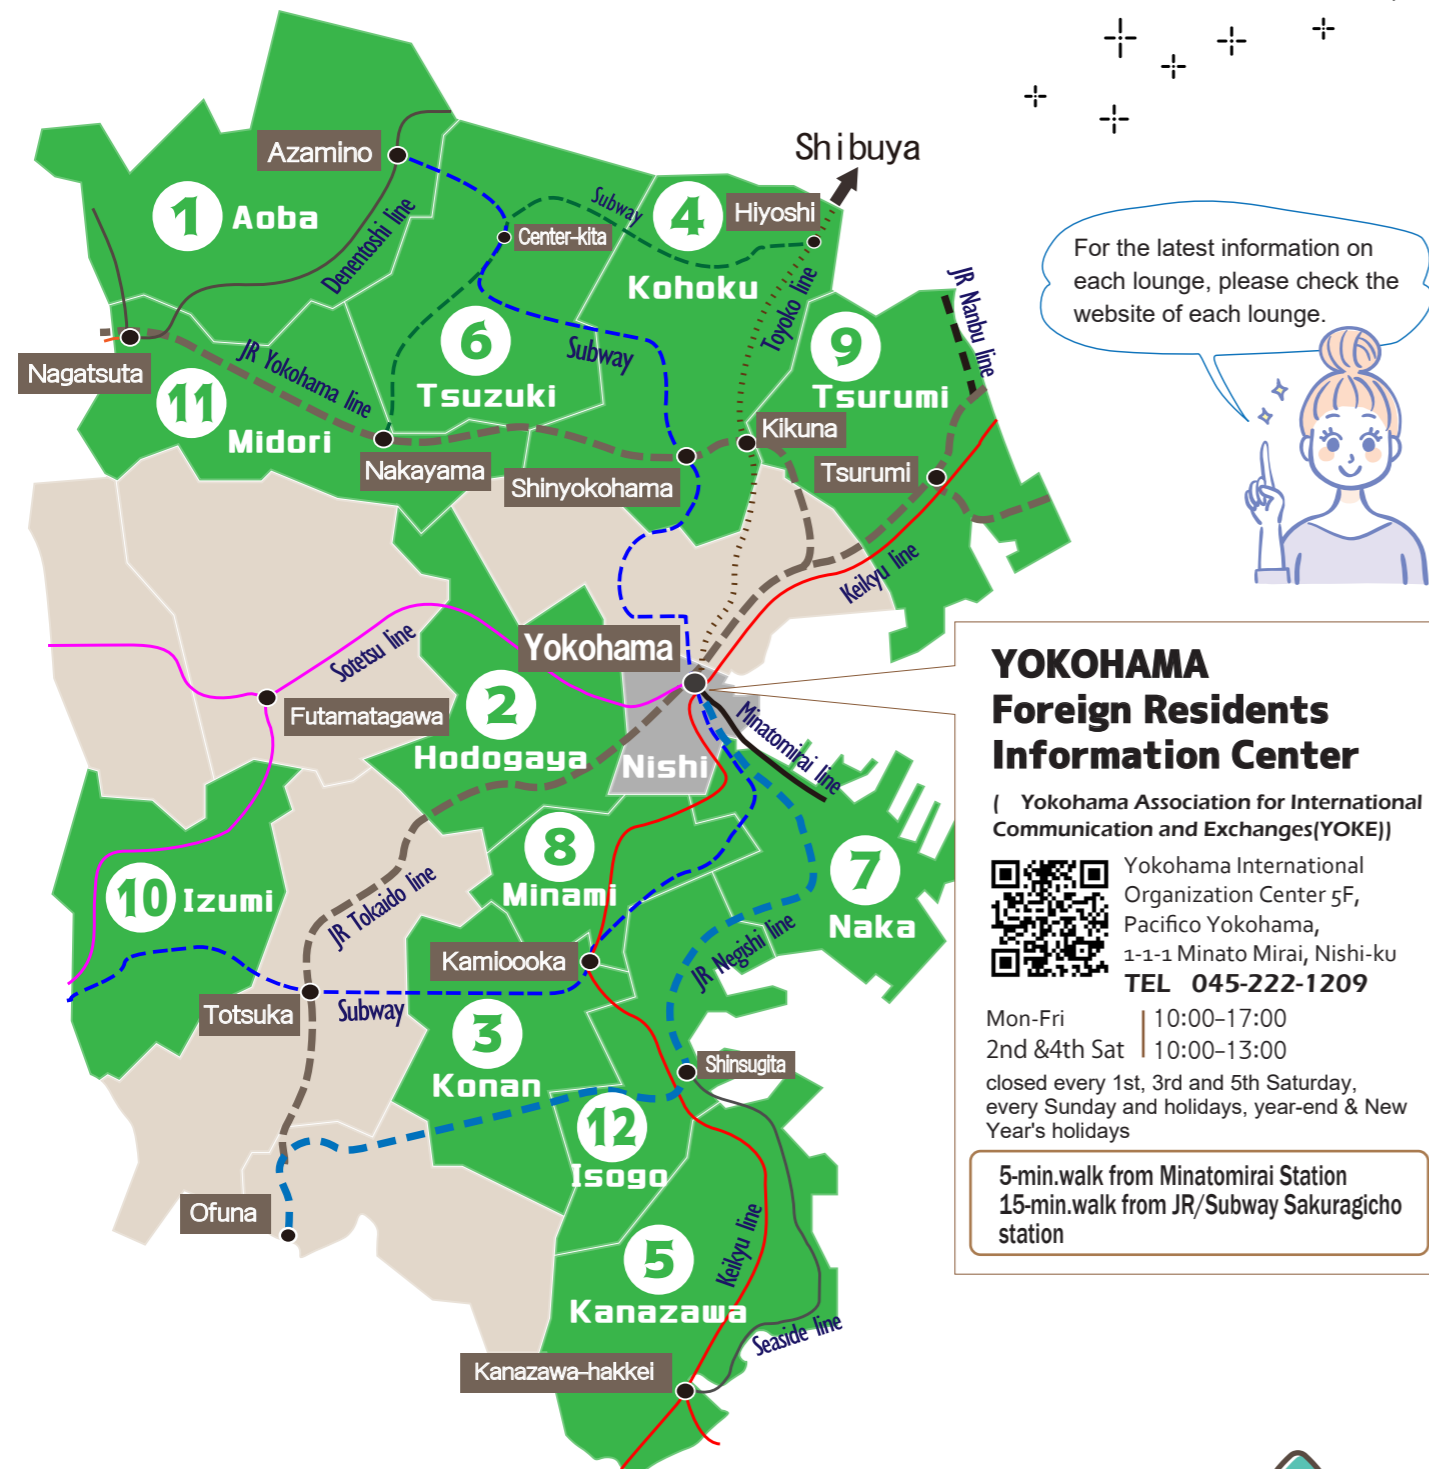 Shibuya
Azamino
1 Aoba
Denentoshi line
Subway
4
Hiyoshi
Center-kita
Kohoku
Toyoko line
JR Nanbu line
For the latest information on
each lounge, please check the
website of each lounge.
6
Tsuzuki
Subway
9
Tsurumi
Nagatsuta
JR Yokohama line
11
Midori
Nakayama
Shinyokohama
Kikuna
Tsurumi
Keikyu line
Sotetsu line
Yokohama
Futamatagawa
2
Hodogaya
Nishi
Minatomirai line
8
Minami
7
Naka
10 Izumi
JR Tokaido line
Kamioooka
JR Negishi line
Totsuka
Subway
3
Konan
Shinsugita
12
Isogo
Ofuna
5
Kanazawa
Keikyu line
Seaside line
Kanazawa-hakkei
YOKOHAMA
Foreign Residents
Information Center
( Yokohama Association for International
Communication and Exchanges(YOKE))
Yokohama International
Organization Center 5F,
Pacifico Yokohama,
1-1-1 Minato Mirai, Nishi-ku
TEL 045-222-1209
Mon-Fri 10:00–17:00
2nd &4th Sat 10:00–13:00
closed every 1st, 3rd and 5th Saturday,
every Sunday and holidays, year-end & New
Year's holidays
5-min.walk from Minatomirai Station
15-min.walk from JR/Subway Sakuragicho
station